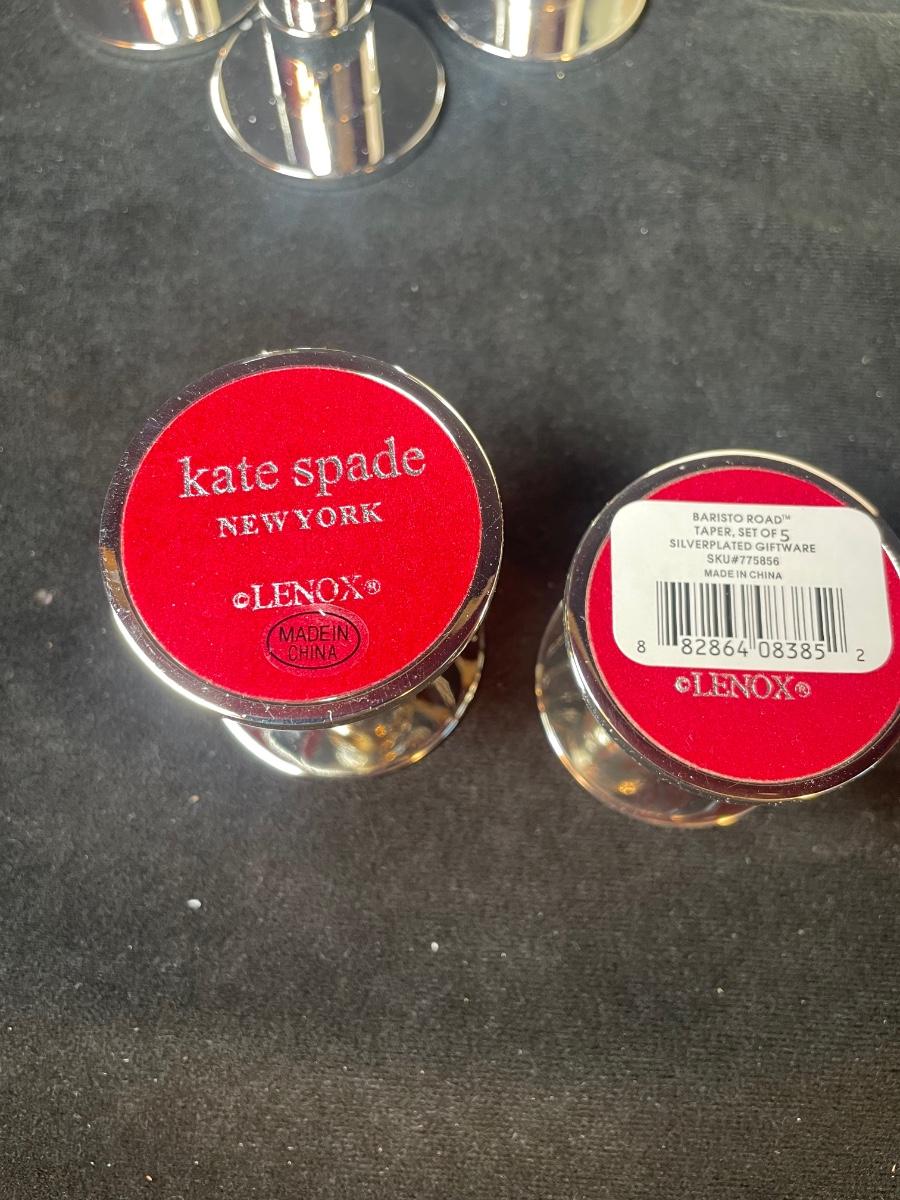 kate spade
NEW YORK
©LENOX®
MADE IN
CHINA
BARISTO ROAD™
TAPER, SET OF 5
SILVERPLATED GIFTWARE
SKU#775856
MADE IN CHINA
8 82864 08385 2
©LENOX®